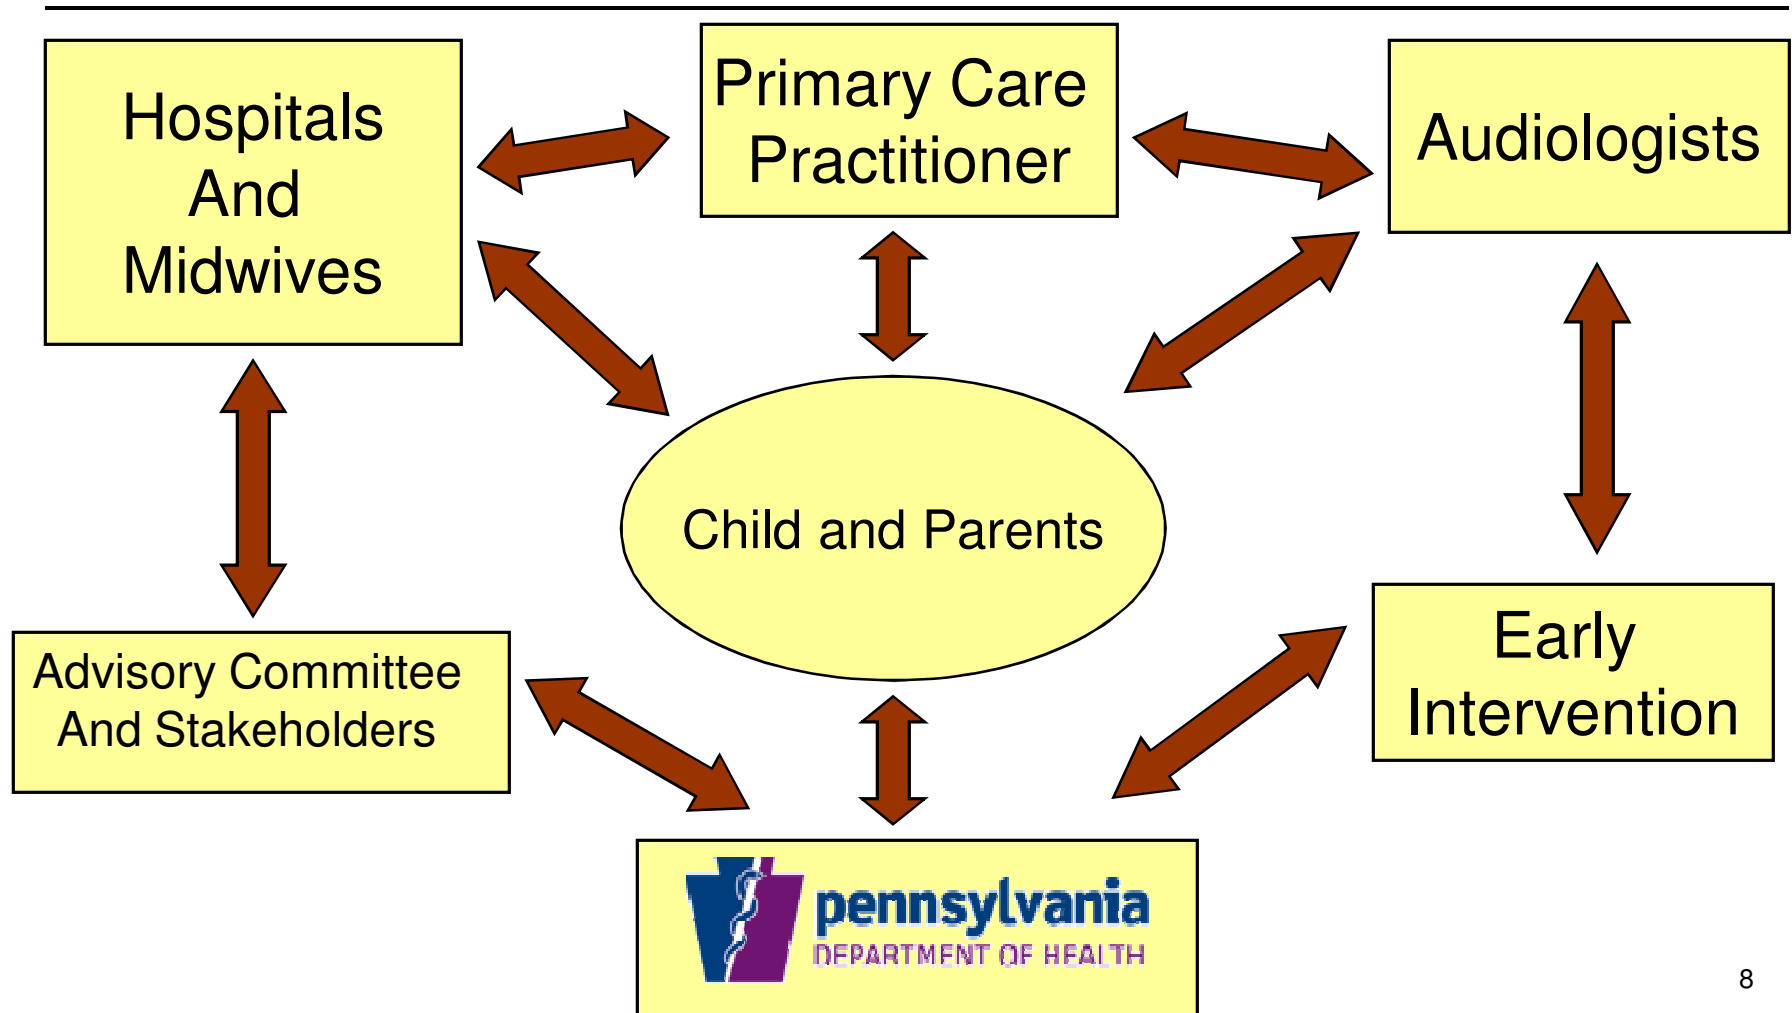 Hospitals
And
Midwives
Primary Care
Practitioner
Audiologists
Child and Parents
Advisory Committee
And Stakeholders
Early
Intervention
pennsylvania
DEPARTMENT OF HEALTH
8